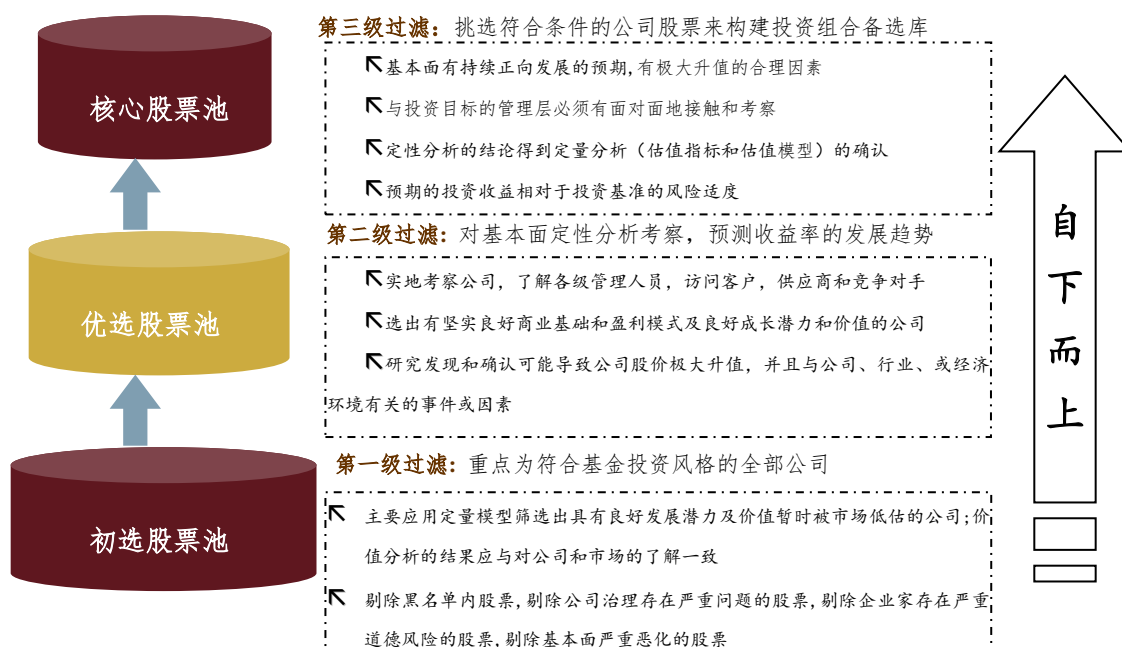 第三级过滤：挑选符合条件的公司股票来构建投资组合备选库
基本面有持续正向发展的预期,有极大升值的合理因素
与投资目标的管理层必须有面对面地接触和考察
定性分析的结论得到定量分析（估值指标和估值模型）的确认
预期的投资收益相对于投资基准的风险适度
核心股票池
第二级过滤：对基本面定性分析考察，预测收益率的发展趋势
实地考察公司，了解各级管理人员，访问客户，供应商和竞争对手
选出有坚实良好商业基础和盈利模式及良好成长潜力和价值的公司
研究发现和确认可能导致公司股价极大升值，并且与公司、行业、或经济
环境有关的事件或因素
优选股票池
第一级过滤：重点为符合基金投资风格的全部公司
主要应用定量模型筛选出具有良好发展潜力及价值暂时被市场低估的公司;价
值分析的结果应与对公司和市场的了解一致
剔除黑名单内股票,剔除公司治理存在严重问题的股票,剔除企业家存在严重
道德风险的股票,剔除基本面严重恶化的股票
初选股票池
自
下
而
上